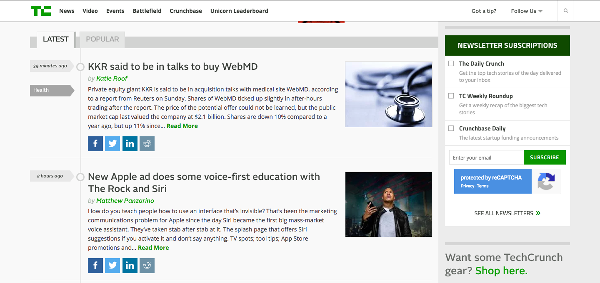 TC News Video Events Battlefield Crunchbase Unicorn Leaderboard Got a tip? Follow Us
LATEST POPULAR
minutes ago
Health
KKR said to be in talks to buy WebMD
by Katie Roof
Private equity giant KKR is said to be in acquisition talks with medical site WebMD, according
to a report from Reuters on Sunday. Shares of WebMD ticked up slightly in after-hours
trading after the report. The price of the potential offer could not be learned, but the public
market cap last valued the company at $2.1 billion. Shares are down 10% compared to a
year ago, but up 11% since... Read More
hours ago
New Apple ad does some voice-first education with
The Rock and Siri
by Matthew Panzarino
How do you teach people how to use an interface that's invisible? That's been the marketing
communications problem for Apple since the day Siri became the first big mass-market
voice assistant. They've taken stab after stab at it. The splash page that offers Siri
suggestions if you activate it and don't say anything. TV spots, tool tips, App Store
promotions and... Read More
NEWSLETTER SUBSCRIPTIONS
The Daily Crunch
Get the top tech stories of the day delivered
to your inbox
TC Weekly Roundup
Get a weekly recap of the biggest tech
stories
Crunchbase Daily
The latest startup funding announcements
Enter your email SUBSCRIBE
protected by reCAPTCHA
Privacy - Terms
SEE ALL NEWSLETTERS »
Want some TechCrunch
gear? Shop here.